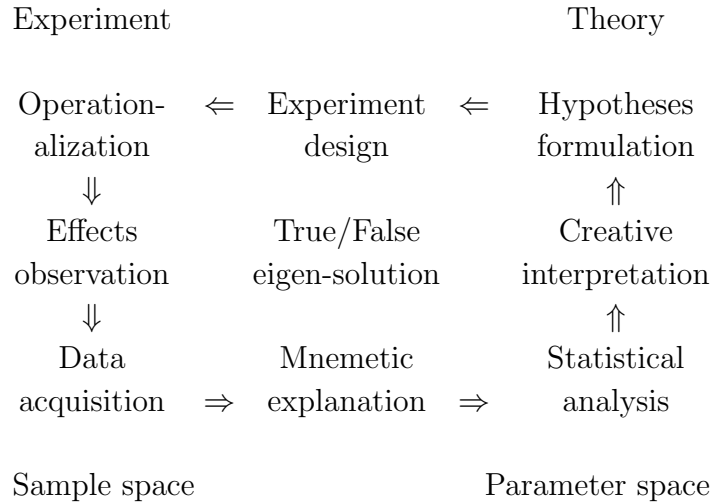 Experiment Theory
Operation- ⇐ Experiment ⇐ Hypotheses
alization design formulation
⇓ ⇑
Effects True/False Creative
observation eigen-solution interpretation
⇓ ⇑
Data Mnemetic Statistical
acquisition ⇒ explanation ⇒ analysis
Sample space Parameter space